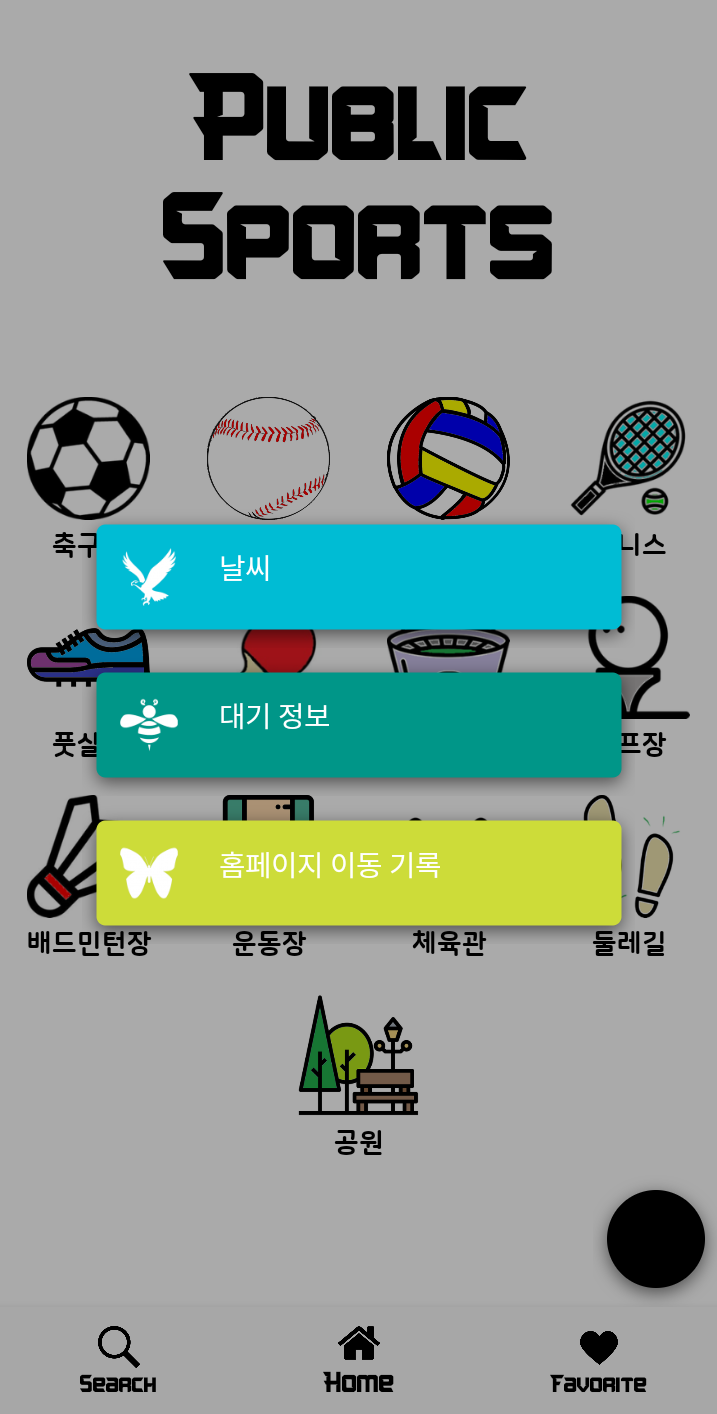 Public
Sports
축구
니스
날씨
풋살
프장
대기 정보
홈페이지 이동 기록
배드민턴장
운동장
체육관
둘레길
공원
Search
Home
Favorite